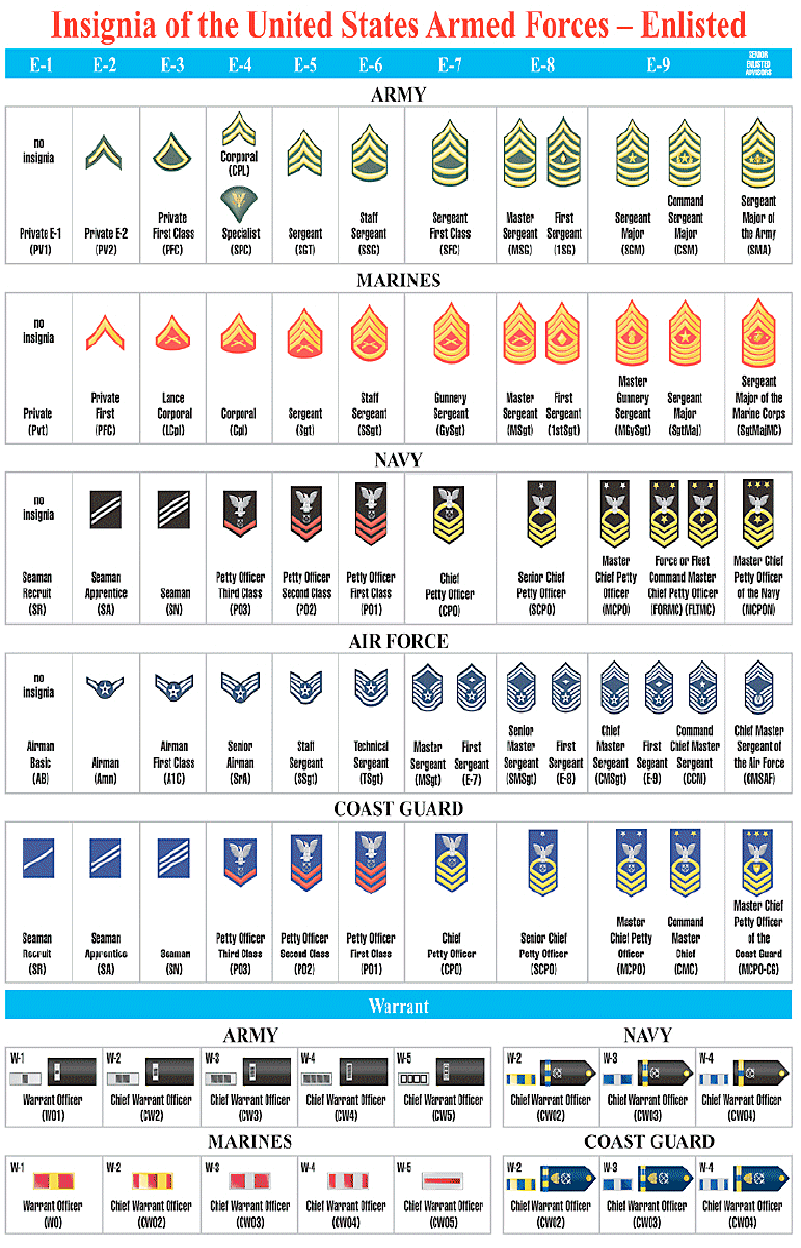 Insignia of the United States Armed Forces – Enlisted
E-1 E-2 E-3 E-4 E-5 E-6 E-7 E-8 E-9 SENIOR ENLISTED ADVISORS
ARMY
no insignia
Private E-1 (PV1)
Private E-2 (PV2)
Private First Class (PFC)
Corporal (CPL)
Specialist (SPC)
Sergeant (SGT)
Staff Sergeant (SSG)
Sergeant First Class (SFC)
Master Sergeant (MSG)
First Sergeant (1SG)
Sergeant Major (SGM)
Command Sergeant Major (CSM)
Sergeant Major of the Army (SMA)
MARINES
no insignia
Private (Pvt)
Private First (PFC)
Lance Corporal (LCpl)
Corporal (Cpl)
Sergeant (Sgt)
Staff Sergeant (SSgt)
Gunnery Sergeant (GySgt)
Master Sergeant (MSgt)
First Sergeant (1stSgt)
Master Gunnery Sergeant (MGySgt)
Sergeant Major (SgtMaj)
Sergeant Major of the Marine Corps (SgtMajMC)
NAVY
no insignia
Seaman Recruit (SR)
Seaman Apprentice (SA)
Seaman (SN)
Petty Officer Third Class (PO3)
Petty Officer Second Class (PO2)
Petty Officer First Class (PO1)
Chief Petty Officer (CPO)
Senior Chief Petty Officer (SCPO)
Master Chief Petty Officer (MCPO)
Force or Fleet Command Master Chief Petty Officer (FORMC) (FLTMC)
Master Chief Petty Officer of the Navy (MCPON)
AIR FORCE
no insignia
Airman Basic (AB)
Airman (Amn)
Airman First Class (A1C)
Senior Airman (SrA)
Staff Sergeant (SSgt)
Technical Sergeant (TSgt)
Master Sergeant (MSgt)
First Sergeant (E-7)
Senior Master Sergeant (SMSgt)
First Sergeant (E-8)
Chief Master Sergeant (CMSgt)
First Sergeant (E-9)
Command Chief Master Sergeant (CCM)
Chief Master Sergeant of the Air Force (CMSAF)
COAST GUARD
Seaman Recruit (SR)
Seaman Apprentice (SA)
Seaman (SN)
Petty Officer Third Class (PO3)
Petty Officer Second Class (PO2)
Petty Officer First Class (PO1)
Chief Petty Officer (CPO)
Senior Chief Petty Officer (SCPO)
Master Chief Petty Officer (MCPO)
Command Master Chief (CMC)
Master Chief Petty Officer of the Coast Guard (MCPO-CG)
Warrant
ARMY
W-1 Warrant Officer (WO1)
W-2 Chief Warrant Officer (CW2)
W-3 Chief Warrant Officer (CW3)
W-4 Chief Warrant Officer (CW4)
W-5 Chief Warrant Officer (CW5)
NAVY
W-2 Chief Warrant Officer (CWO2)
W-3 Chief Warrant Officer (CWO3)
W-4 Chief Warrant Officer (CWO4)
MARINES
W-1 Warrant Officer (WO)
W-2 Chief Warrant Officer (CWO2)
W-3 Chief Warrant Officer (CWO3)
W-4 Chief Warrant Officer (CWO4)
W-5 Chief Warrant Officer (CWO5)
COAST GUARD
W-2 Chief Warrant Officer (CWO2)
W-3 Chief Warrant Officer (CWO3)
W-4 Chief Warrant Officer (CWO4)